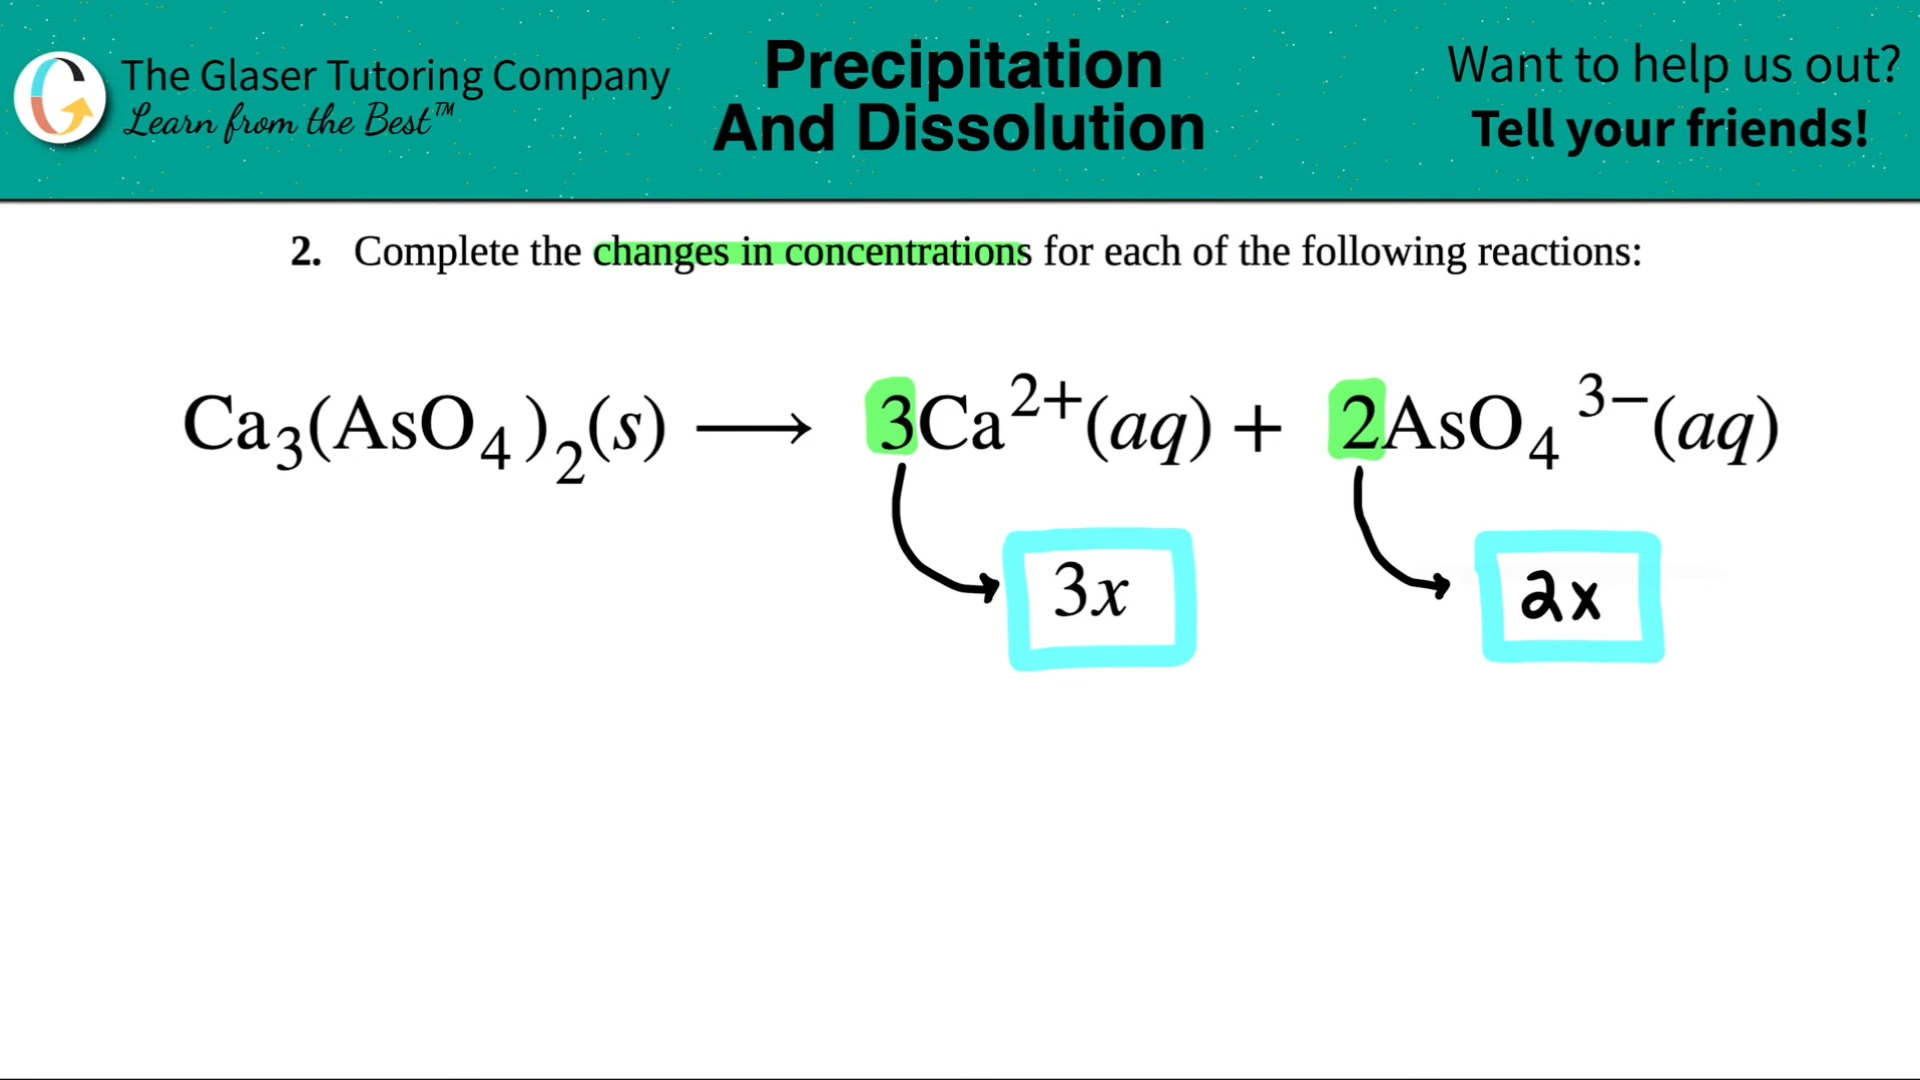 The Glaser Tutoring Company
Learn from the Best™
Precipitation
And Dissolution
Want to help us out?
Tell your friends!
2. Complete the changes in concentrations for each of the following reactions:
Ca₃(AsO₄)₂(s) ⟶ 3Ca²⁺(aq) + 2AsO₄³⁻(aq)
3x 2x